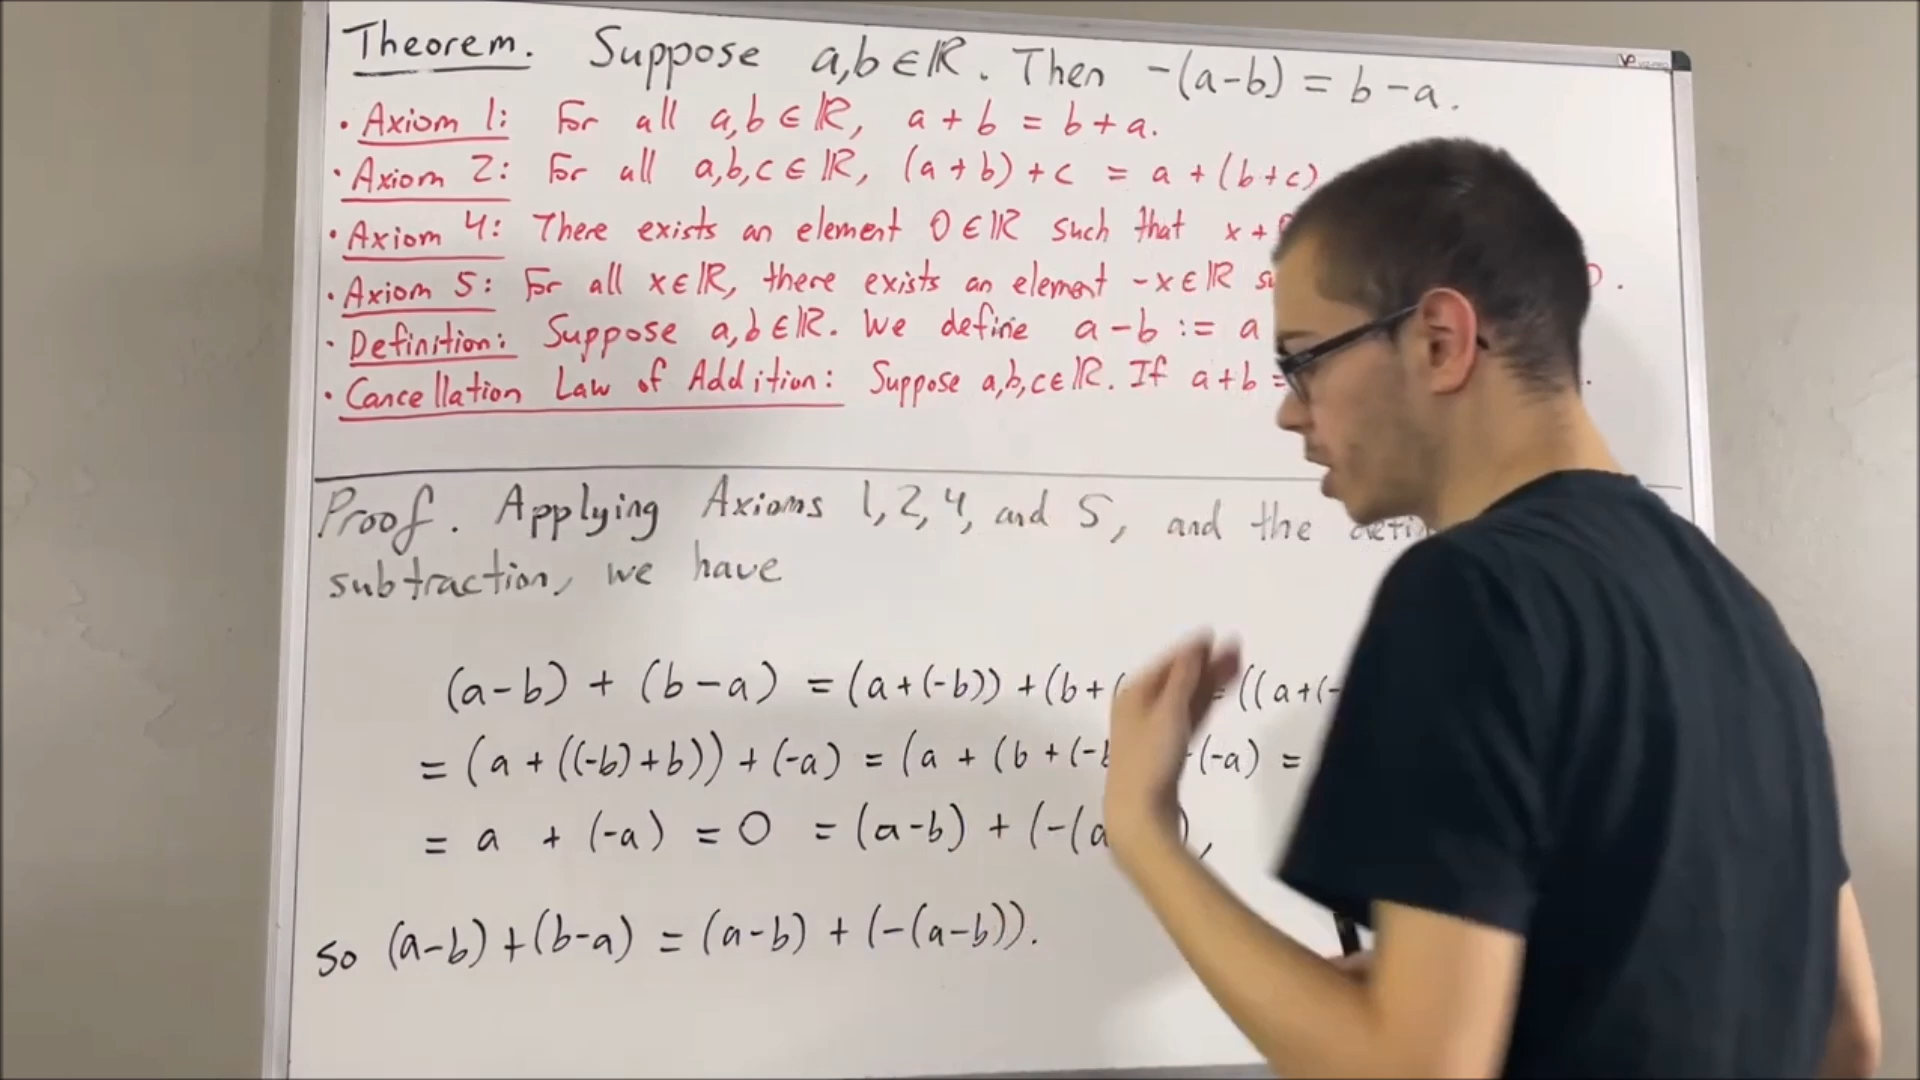 Theorem. Suppose a,b∈ℝ. Then -(a-b) = b-a.
• Axiom 1: For all a,b∈ℝ, a+b = b+a.
• Axiom 2: For all a,b,c∈ℝ, (a+b)+c = a+(b+c)
• Axiom 4: There exists an element 0∈ℝ such that x+
• Axiom 5: For all x∈ℝ, there exists an element -x∈ℝ
• Definition: Suppose a,b∈ℝ. We define a-b := a
• Cancellation Law of Addition: Suppose a,b,c∈ℝ. If a+b =
Proof. Applying Axioms 1,2,4, and 5, and the
subtraction, we have
(a-b) + (b-a) = (a+(-b)) + (b+( = ((a+(-
= (a+((-b)+b)) + (-a) = (a + (b + (-b (-a) =
= a + (-a) = 0 = (a-b) + (-(a ),
so (a-b)+(b-a) = (a-b) + (-(a-b)).